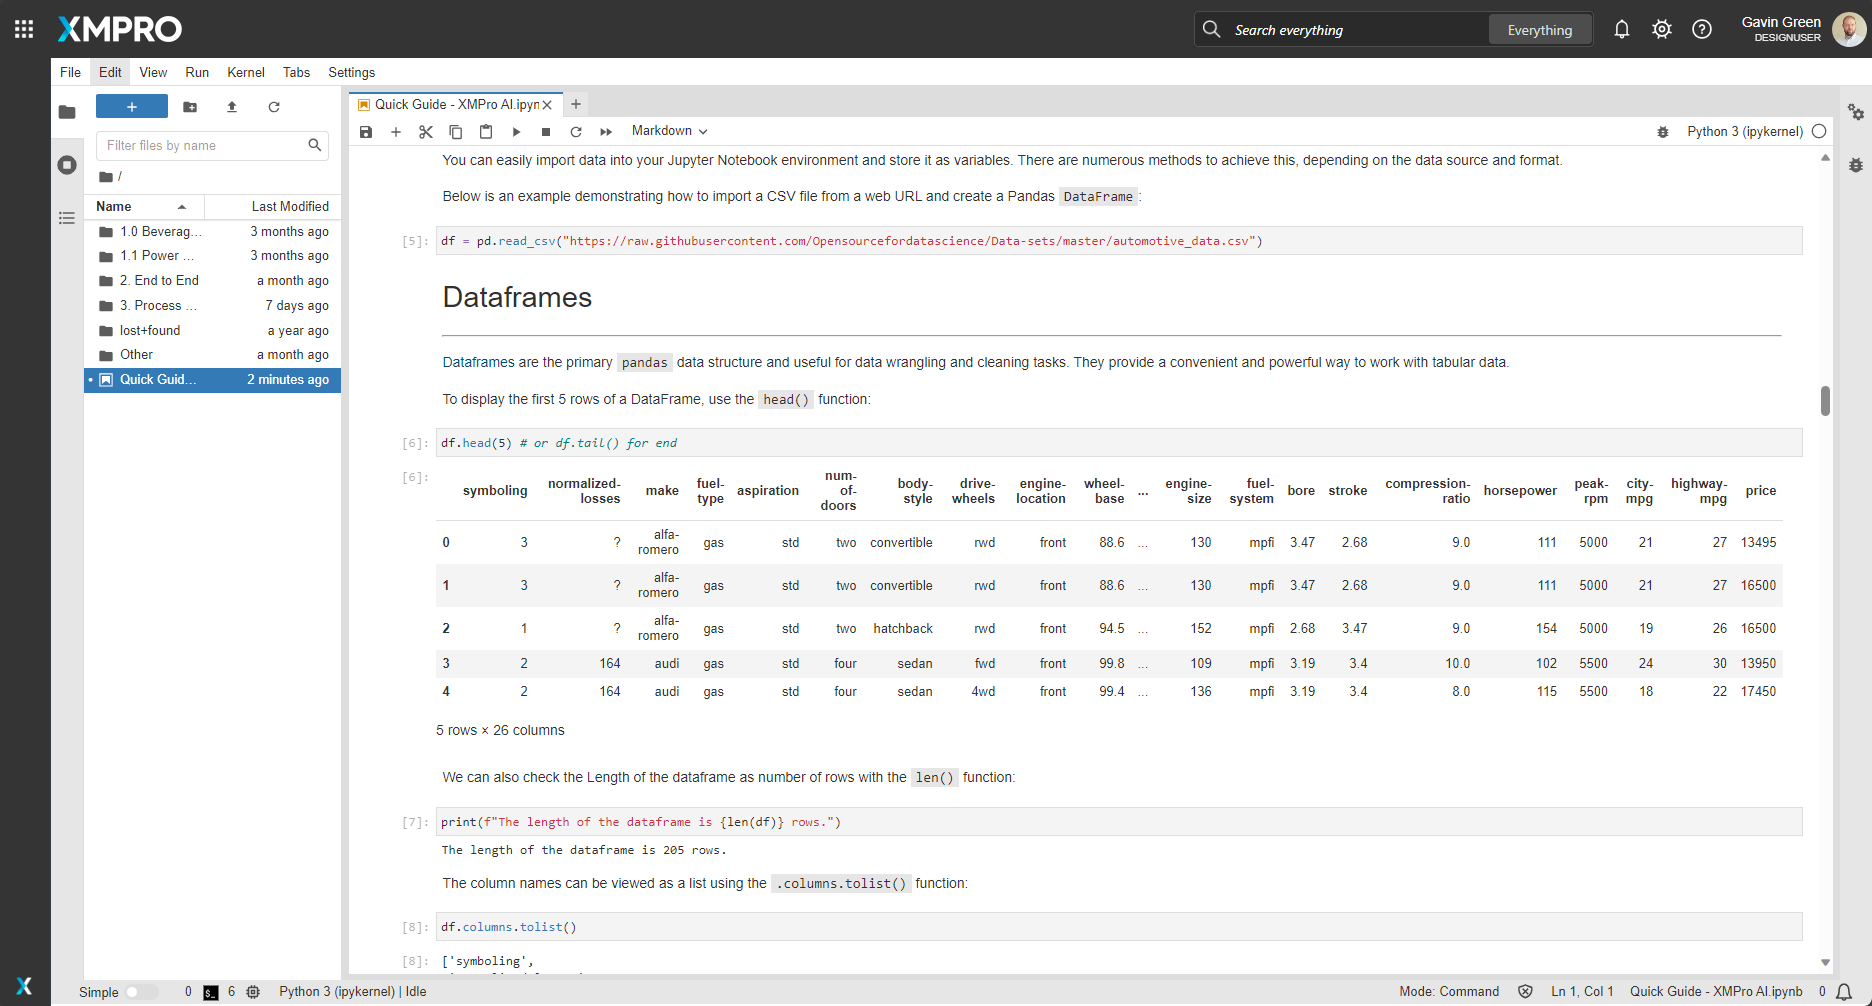 XMPRO
Search everything
Everything
Gavin Green
DESIGNUSER
File Edit View Run Kernel Tabs Settings
+
Filter files by name
/
Name Last Modified
1.0 Beverag... 3 months ago
1.1 Power ... 3 months ago
2. End to End a month ago
3. Process ... 7 days ago
lost+found a year ago
Other a month ago
Quick Guid... 2 minutes ago
Quick Guide - XMPro AI.ipyn
Markdown
Python 3 (ipykernel)
You can easily import data into your Jupyter Notebook environment and store it as variables. There are numerous methods to achieve this, depending on the data source and format.
Below is an example demonstrating how to import a CSV file from a web URL and create a Pandas DataFrame:
[5]: df = pd.read_csv("https://raw.githubusercontent.com/Opensourcefordatascience/Data-sets/master/automotive_data.csv")
Dataframes
Dataframes are the primary pandas data structure and useful for data wrangling and cleaning tasks. They provide a convenient and powerful way to work with tabular data.
To display the first 5 rows of a DataFrame, use the head() function:
[6]: df.head(5) # or df.tail() for end
[6]:
symboling normalized-losses make fuel-type aspiration num-of-doors body-style drive-wheels engine-location wheel-base ... engine-size fuel-system bore stroke compression-ratio horsepower peak-rpm city-mpg highway-mpg price
0 3 ? alfa-romero gas std two convertible rwd front 88.6 ... 130 mpfi 3.47 2.68 9.0 111 5000 21 27 13495
1 3 ? alfa-romero gas std two convertible rwd front 88.6 ... 130 mpfi 3.47 2.68 9.0 111 5000 21 27 16500
2 1 ? alfa-romero gas std two hatchback rwd front 94.5 ... 152 mpfi 2.68 3.47 9.0 154 5000 19 26 16500
3 2 164 audi gas std four sedan fwd front 99.8 ... 109 mpfi 3.19 3.4 10.0 102 5500 24 30 13950
4 2 164 audi gas std four sedan 4wd front 99.4 ... 136 mpfi 3.19 3.4 8.0 115 5500 18 22 17450
5 rows × 26 columns
We can also check the Length of the dataframe as number of rows with the len() function:
[7]: print(f"The length of the dataframe is {len(df)} rows.")
The length of the dataframe is 205 rows.
The column names can be viewed as a list using the .columns.tolist() function:
[8]: df.columns.tolist()
[8]: ['symboling',
Simple 0 6 Python 3 (ipykernel) | Idle
Mode: Command Ln 1, Col 1 Quick Guide - XMPro AI.ipynb 0